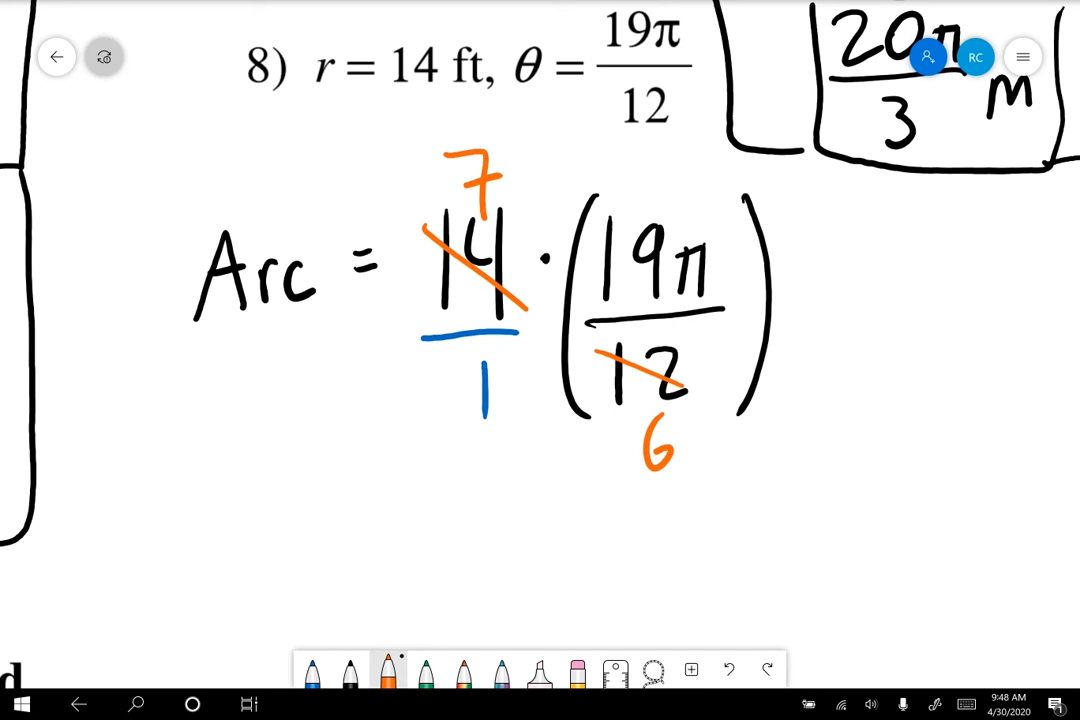 20π
8) r = 14 ft, θ = 19π
12
3 m
7
Arc = 14 · (19π)
1 12
6
d
RC
9:48 AM
4/30/2020
1